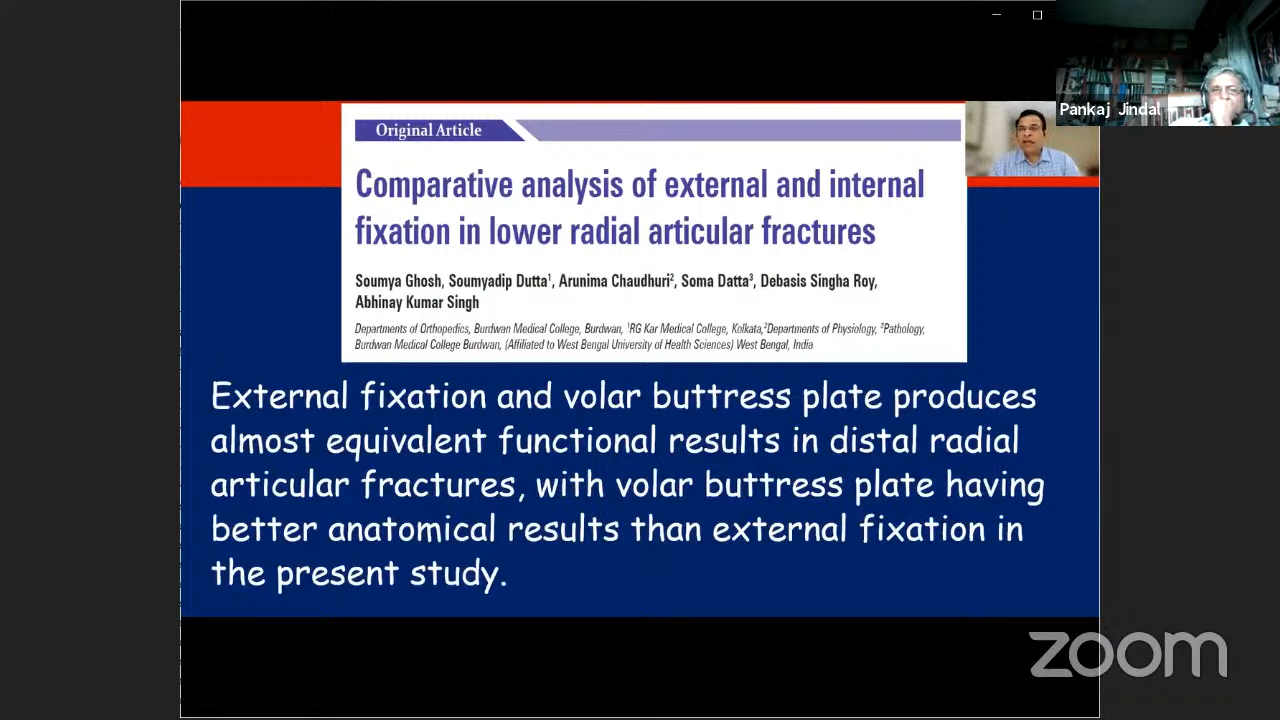 Pankaj Jindal
Original Article
Comparative analysis of external and internal
fixation in lower radial articular fractures
Soumya Ghosh, Soumyadip Dutta¹, Arunima Chaudhuri², Soma Datta³, Debasis Singha Roy,
Abhinay Kumar Singh
Departments of Orthopedics, Burdwan Medical College, Burdwan, ¹RG Kar Medical College, Kolkata,²Departments of Physiology, ³Pathology,
Burdwan Medical College Burdwan, (Affiliated to West Bengal University of Health Sciences) West Bengal, India
External fixation and volar buttress plate produces
almost equivalent functional results in distal radial
articular fractures, with volar buttress plate having
better anatomical results than external fixation in
the present study.
zoom